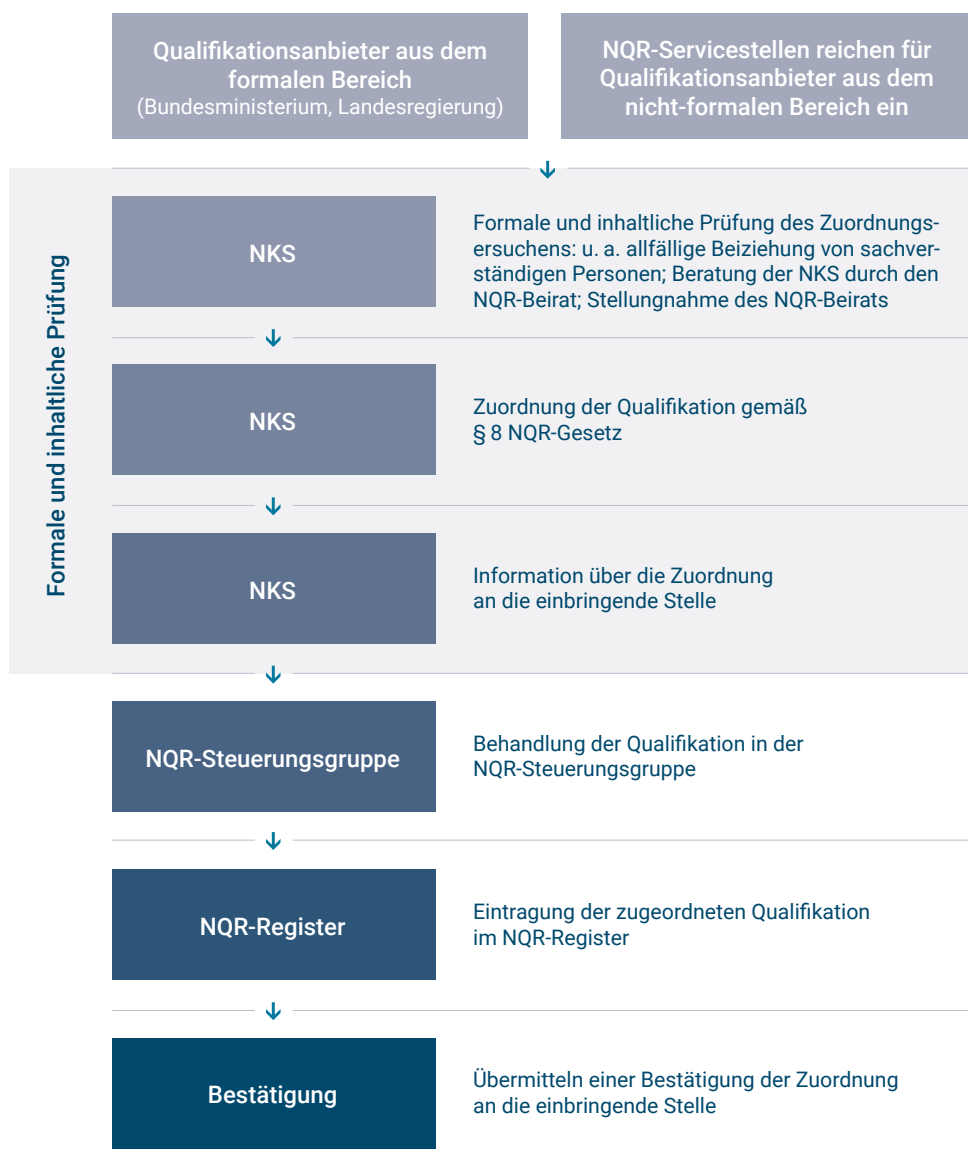 Qualifikationsanbieter aus dem
formalen Bereich
(Bundesministerium, Landesregierung)
NQR-Servicestellen reichen für
Qualifikationsanbieter aus dem
nicht-formalen Bereich ein
Formale und inhaltliche Prüfung
NKS
Formale und inhaltliche Prüfung des Zuordnungs-
ersuchens: u. a. allfällige Beiziehung von sachver-
ständigen Personen; Beratung der NKS durch den
NQR-Beirat; Stellungnahme des NQR-Beirats
NKS
Zuordnung der Qualifikation gemäß
§ 8 NQR-Gesetz
NKS
Information über die Zuordnung
an die einbringende Stelle
NQR-Steuerungsgruppe
Behandlung der Qualifikation in der
NQR-Steuerungsgruppe
NQR-Register
Eintragung der zugeordneten Qualifikation
im NQR-Register
Bestätigung
Übermitteln einer Bestätigung der Zuordnung
an die einbringende Stelle